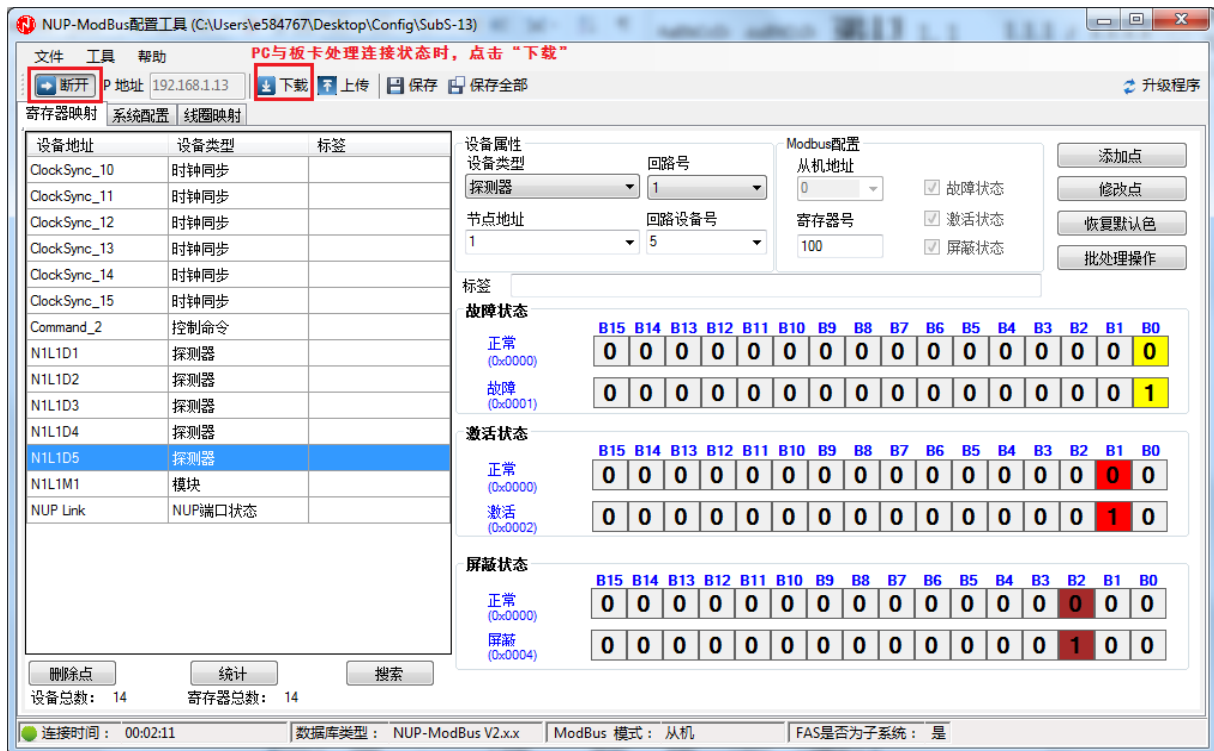 NUP-ModBus配置工具 (C:\Users\e584767\Desktop\Config\SubS-13)
文件 工具 帮助 PC与板卡处理连接状态时，点击“下载”
断开 P 地址 192.168.1.13 下载 上传 保存 保存全部 升级程序
寄存器映射 系统配置 线圈映射
设备地址 设备类型 标签
ClockSync_10 时钟同步
ClockSync_11 时钟同步
ClockSync_12 时钟同步
ClockSync_13 时钟同步
ClockSync_14 时钟同步
ClockSync_15 时钟同步
Command_2 控制命令
N1L1D1 探测器
N1L1D2 探测器
N1L1D3 探测器
N1L1D4 探测器
N1L1D5 探测器
N1L1M1 模块
NUP Link NUP端口状态
删除点 统计 搜索
设备总数： 14 寄存器总数： 14
设备属性
设备类型 回路号
探测器 1
节点地址 回路设备号
1 5
Modbus配置
从机地址
0 故障状态
寄存器号 激活状态
100 屏蔽状态
添加点
修改点
恢复默认色
批处理操作
标签
故障状态
B15 B14 B13 B12 B11 B10 B9 B8 B7 B6 B5 B4 B3 B2 B1 B0
正常 0 0 0 0 0 0 0 0 0 0 0 0 0 0 0 0
(0x0000)
故障 0 0 0 0 0 0 0 0 0 0 0 0 0 0 0 1
(0x0001)
激活状态
B15 B14 B13 B12 B11 B10 B9 B8 B7 B6 B5 B4 B3 B2 B1 B0
正常 0 0 0 0 0 0 0 0 0 0 0 0 0 0 0 0
(0x0000)
激活 0 0 0 0 0 0 0 0 0 0 0 0 0 0 1 0
(0x0002)
屏蔽状态
B15 B14 B13 B12 B11 B10 B9 B8 B7 B6 B5 B4 B3 B2 B1 B0
正常 0 0 0 0 0 0 0 0 0 0 0 0 0 0 0 0
(0x0000)
屏蔽 0 0 0 0 0 0 0 0 0 0 0 0 0 1 0 0
(0x0004)
连接时间： 00:02:11 数据库类型： NUP-ModBus V2.x.x ModBus 模式： 从机 FAS是否为子系统： 是